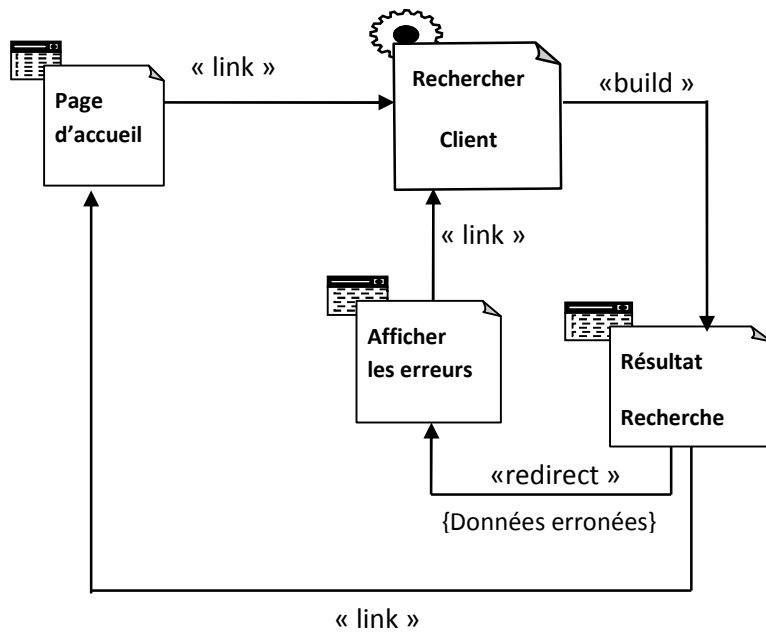 « link »
Page
d’accueil
Rechercher
Client
«build »
« link »
Afficher
les erreurs
Résultat
Recherche
«redirect »
{Données erronées}
« link »